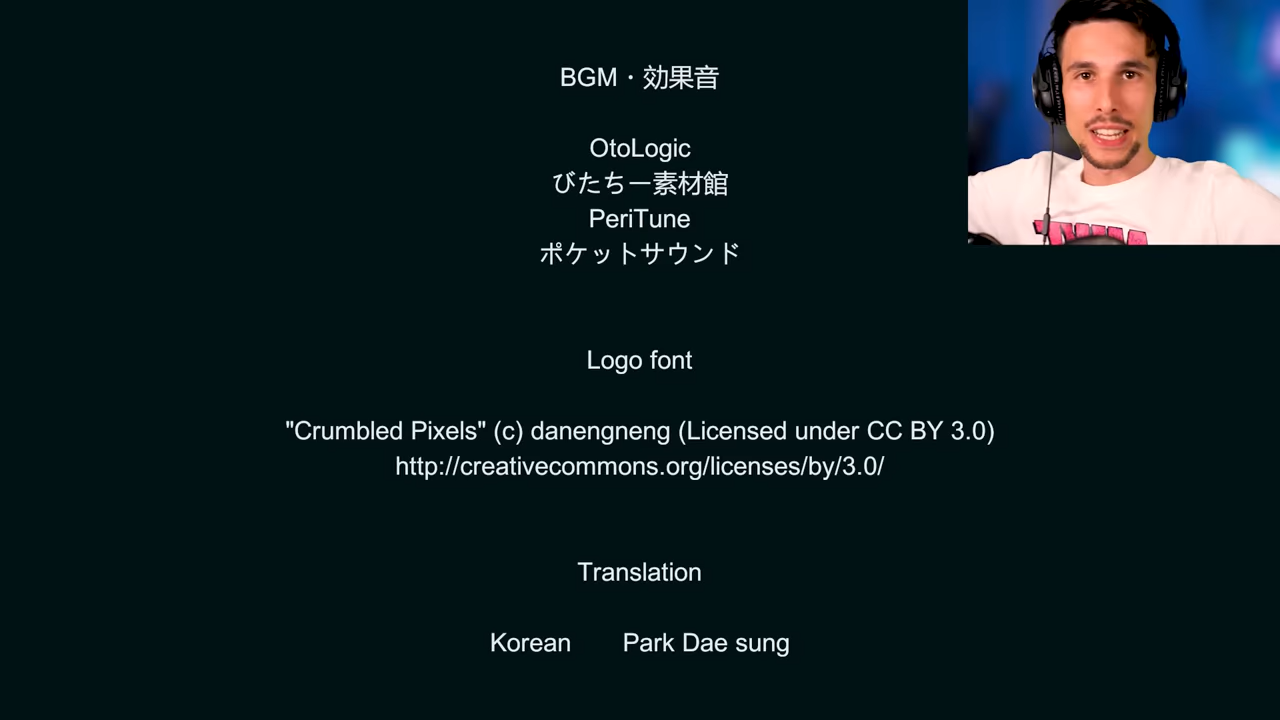 BGM・効果音
OtoLogic
びたちー素材館
PeriTune
ポケットサウンド
Logo font
"Crumbled Pixels" (c) danengneng (Licensed under CC BY 3.0)
http://creativecommons.org/licenses/by/3.0/
Translation
Korean Park Dae sung